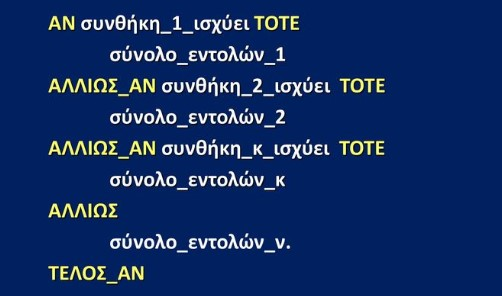 ΑΝ συνθήκη_1_ισχύει ΤΟΤΕ
σύνολο_εντολών_1
ΑΛΛΙΩΣ_ΑΝ συνθήκη_2_ισχύει ΤΟΤΕ
σύνολο_εντολών_2
ΑΛΛΙΩΣ_ΑΝ συνθήκη_κ_ισχύει ΤΟΤΕ
σύνολο_εντολών_κ
ΑΛΛΙΩΣ
σύνολο_εντολών_ν.
ΤΕΛΟΣ_ΑΝ